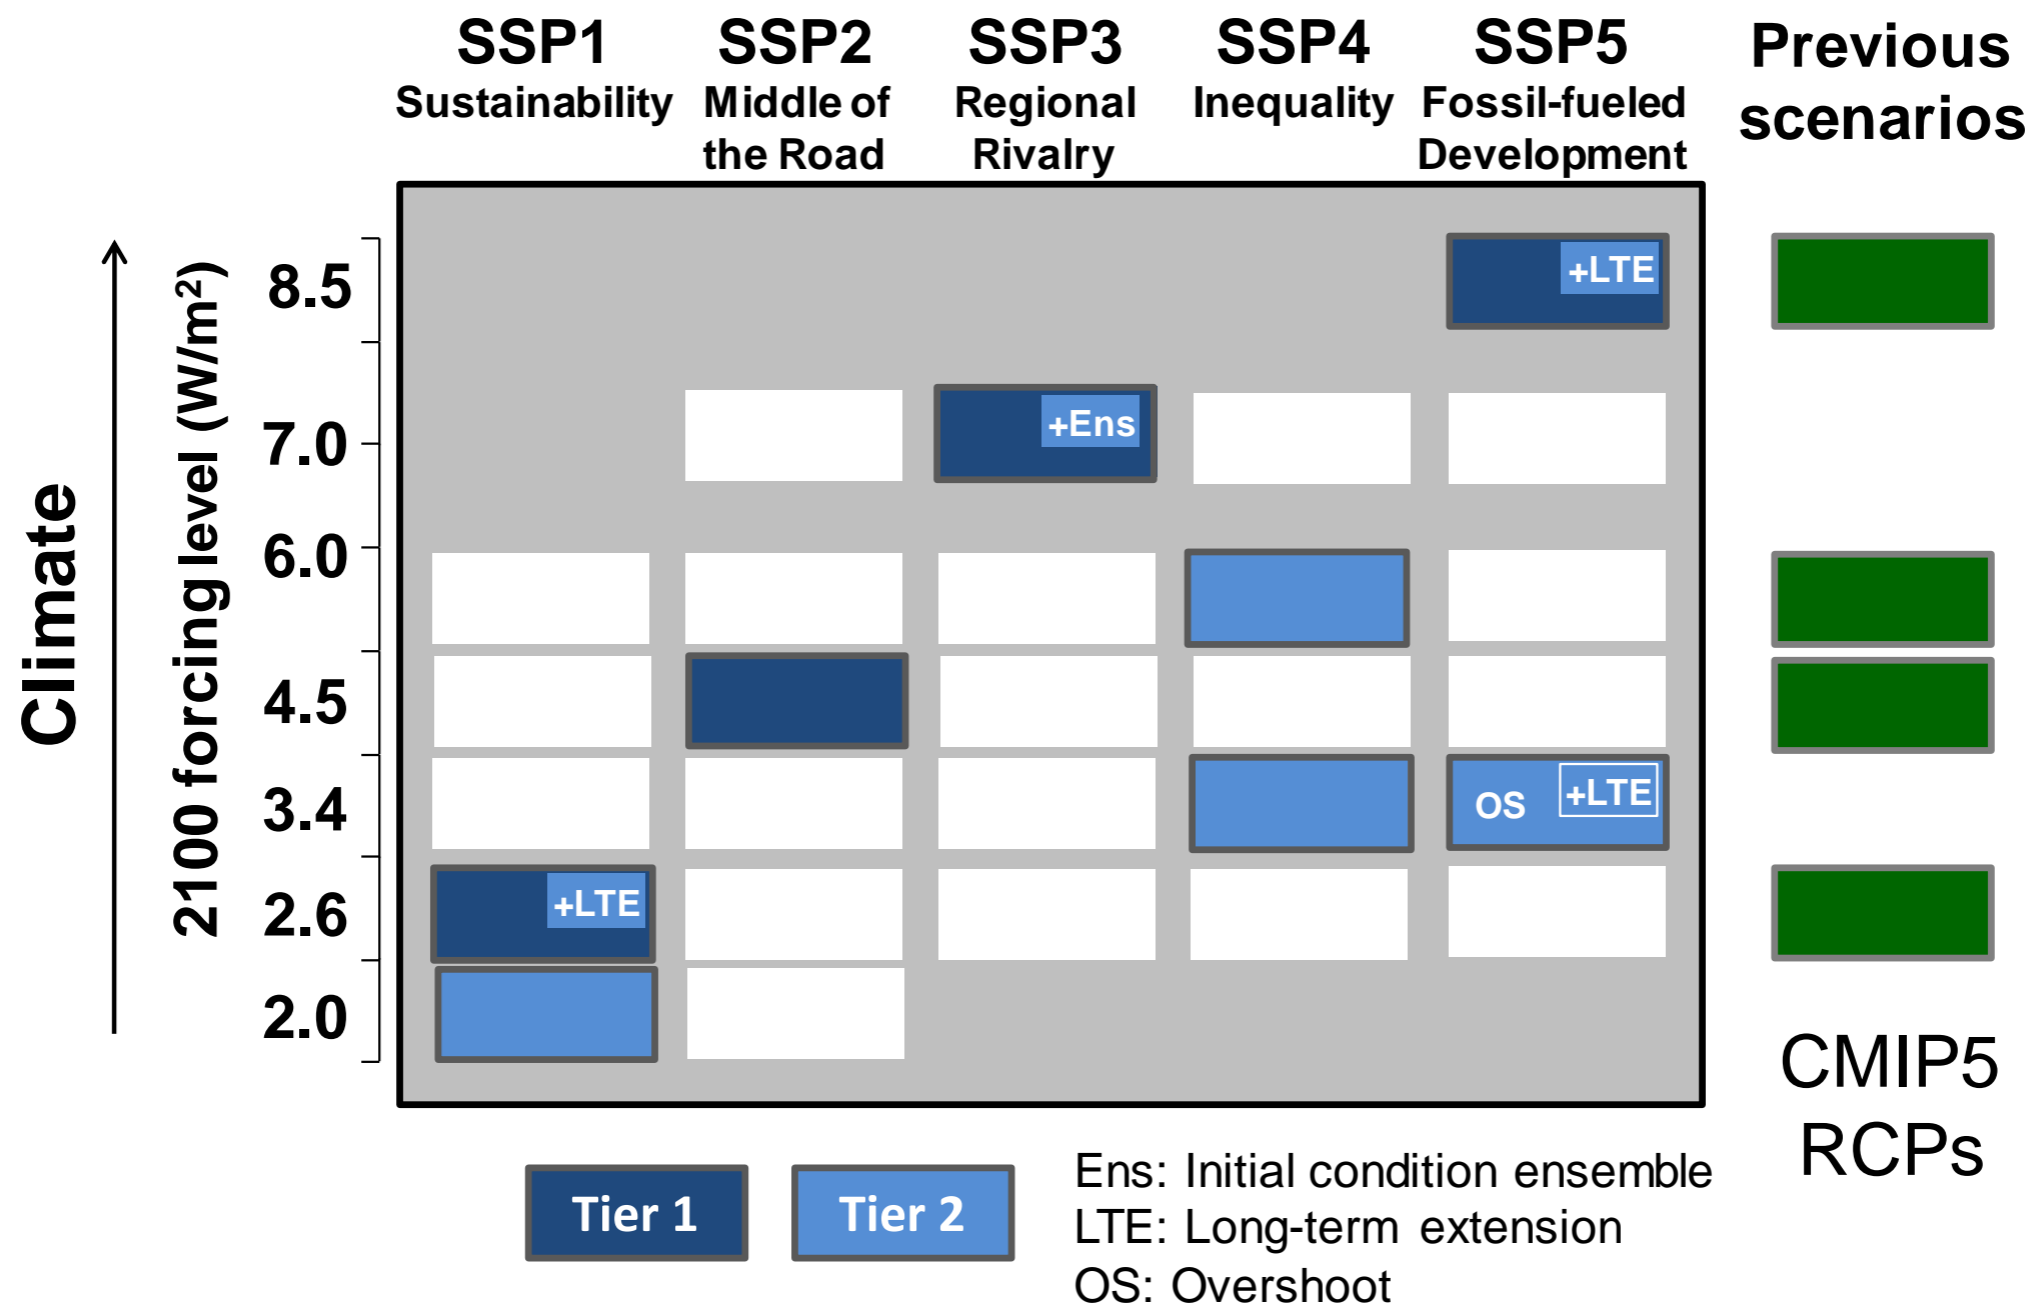 SSP1
SSP2
SSP3
SSP4
SSP5
Previous
scenarios
Sustainability
Middle of
the Road
Regional
Rivalry
Inequality
Fossil-fueled
Development
Climate
2100 forcing level (W/m²)
8.5
+LTE
7.0
+Ens
6.0
4.5
3.4
OS
+LTE
2.6
+LTE
2.0
CMIP5
RCPs
Tier 1
Tier 2
Ens: Initial condition ensemble
LTE: Long-term extension
OS: Overshoot